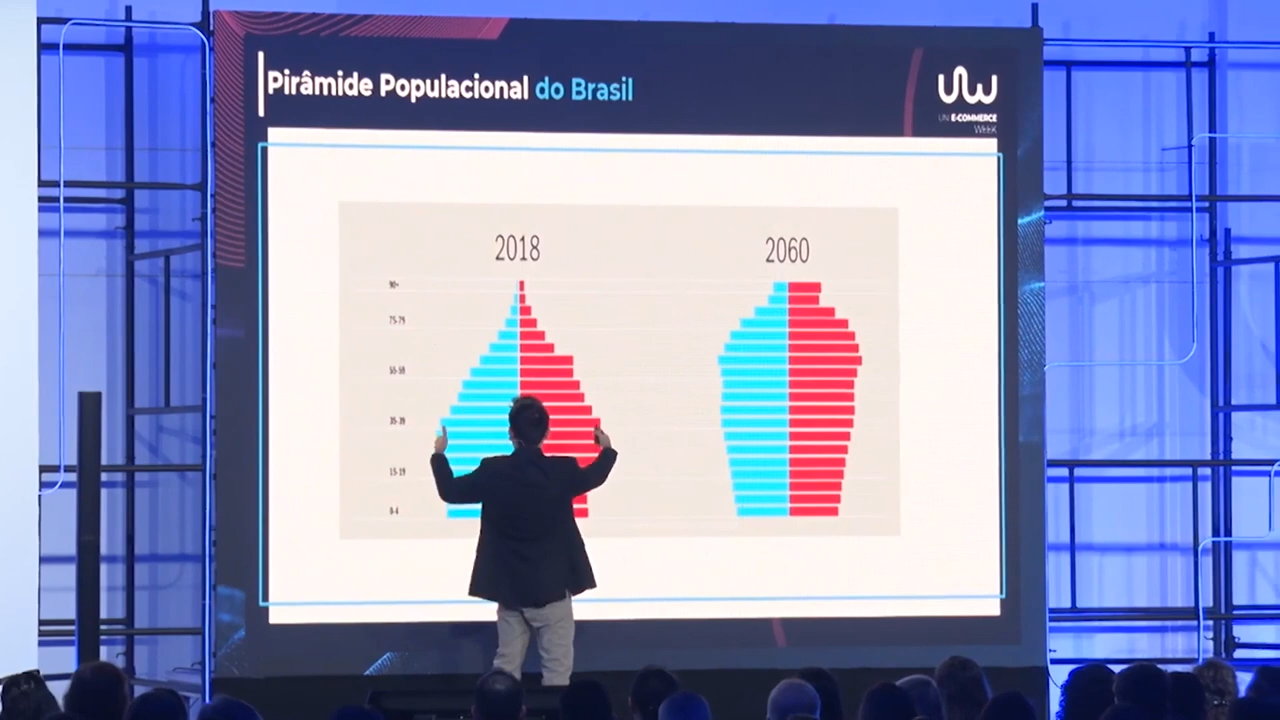 Pirâmide Populacional do Brasil
UW
UNI E-COMMERCE
WEEK
2018
2060
90+
75-79
55-59
35-39
15-19
0-4